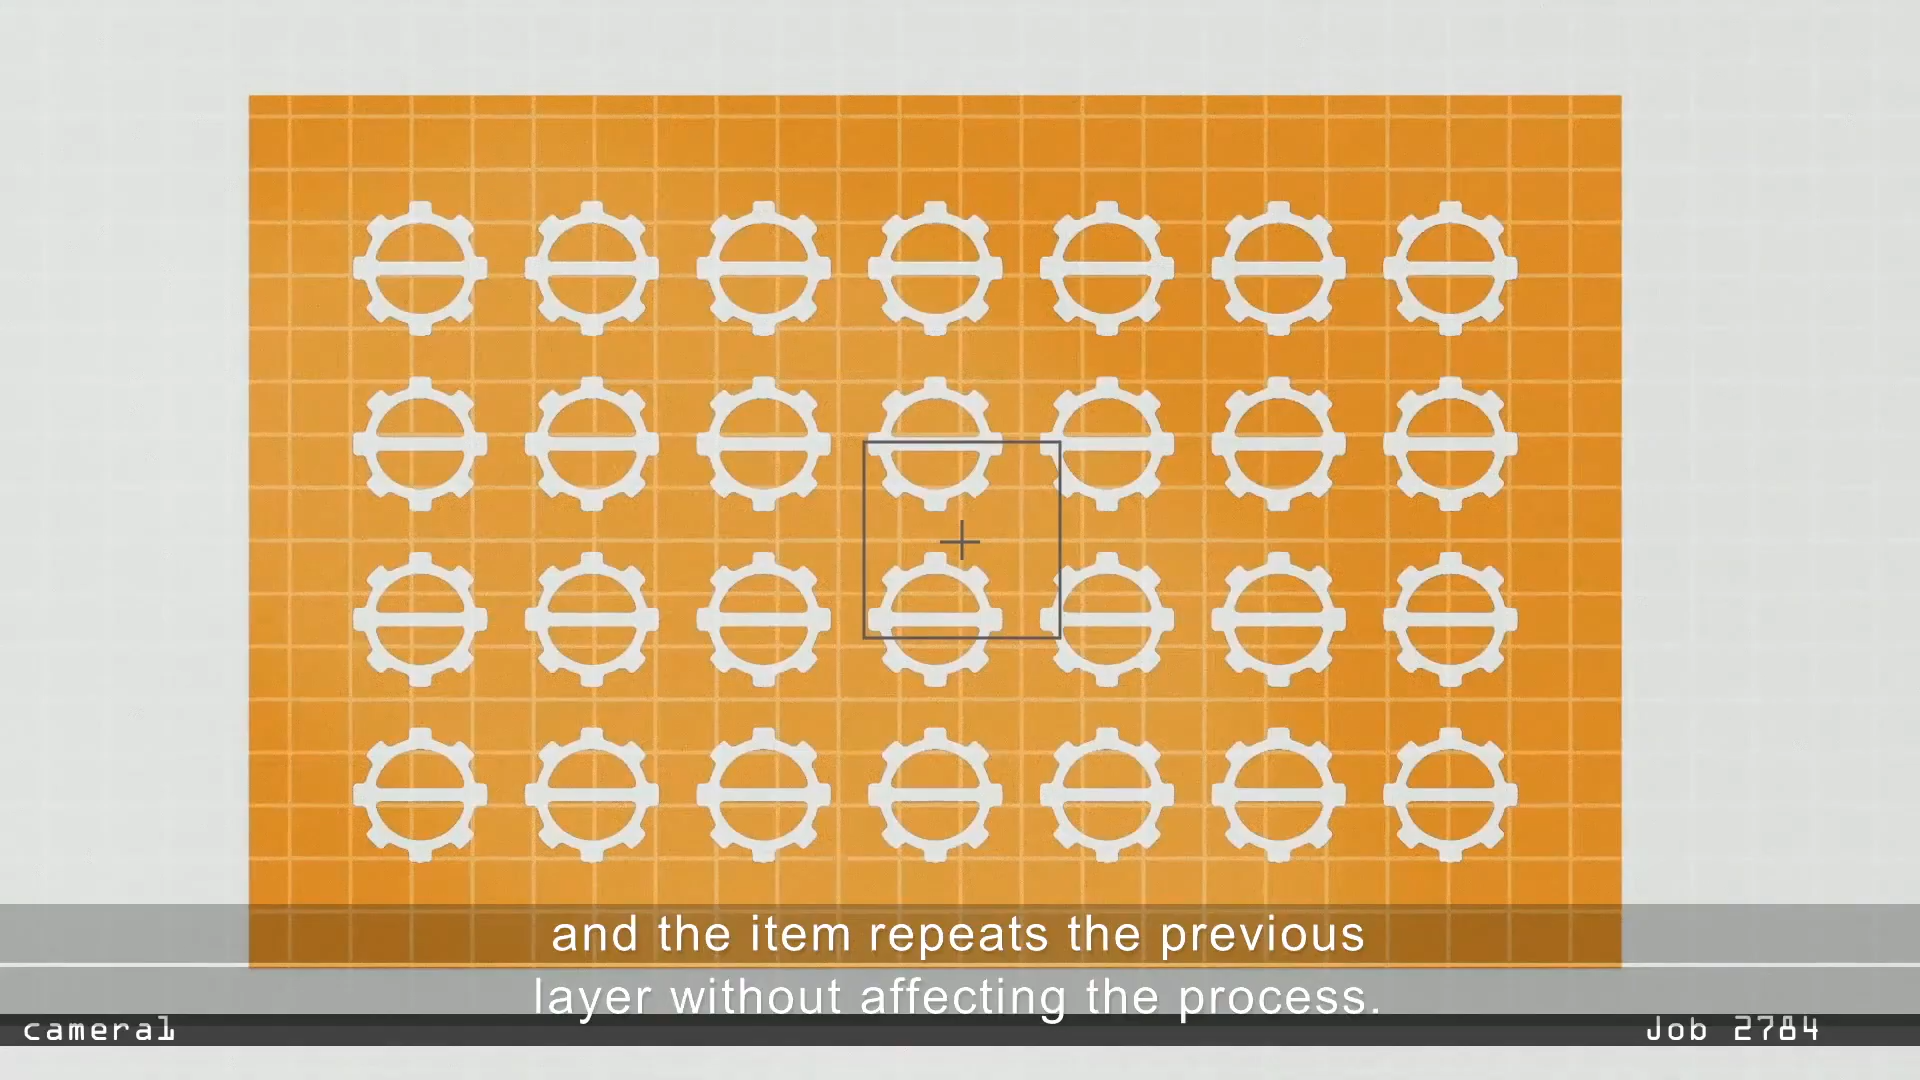 and the item repeats the previous
layer without affecting the process.
camera1
Job 2784